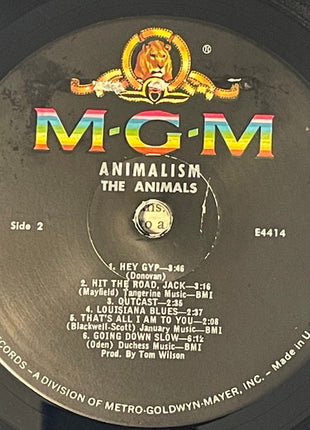 ®
M-G-M
ANIMALISM
THE ANIMALS
Side 2
E4414
1. HEY GYP—3:46
(Donovan)
2. HIT THE ROAD, JACK—3:16
(Mayfield) Tangerine Music—BMI
3. OUTCAST—2:35
4. LOUISIANA BLUES—2:37
5. THAT'S ALL I AM TO YOU—2:08
(Blackwell-Scott) January Music—BMI
6. GOING DOWN SLOW—6:1½
(Oden) Duchess Music—BMI
Prod. By Tom Wilson
CORDS – A DIVISION OF METRO-GOLDWYN-MAYER, INC. – Made in U